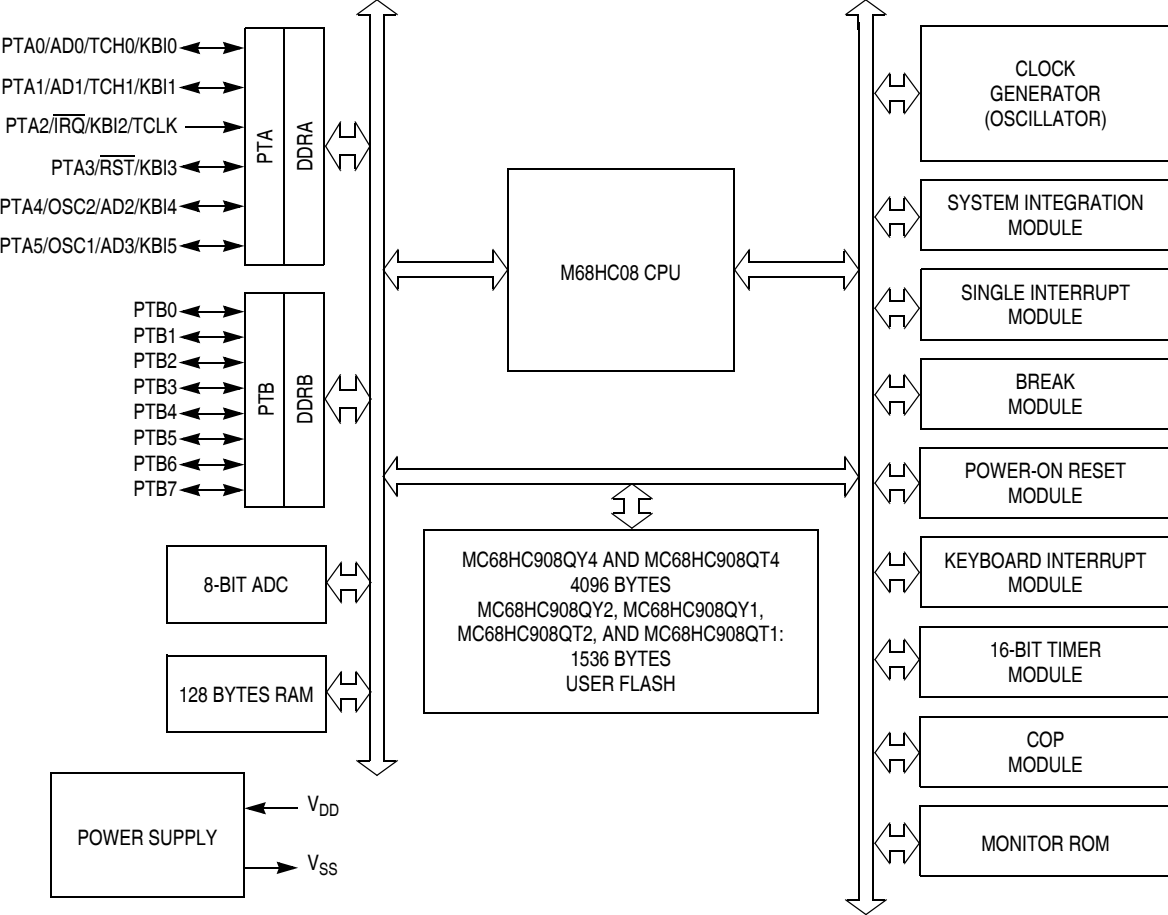 PTA0/AD0/TCH0/KBI0
PTA1/AD1/TCH1/KBI1
PTA2/I̅R̅Q̅/KBI2/TCLK
PTA3/R̅S̅T̅/KBI3
PTA4/OSC2/AD2/KBI4
PTA5/OSC1/AD3/KBI5
PTA
DDRA
PTB0
PTB1
PTB2
PTB3
PTB4
PTB5
PTB6
PTB7
PTB
DDRB
8-BIT ADC
128 BYTES RAM
POWER SUPPLY
VDD
VSS
M68HC08 CPU
MC68HC908QY4 AND MC68HC908QT4
4096 BYTES
MC68HC908QY2, MC68HC908QY1,
MC68HC908QT2, AND MC68HC908QT1:
1536 BYTES
USER FLASH
CLOCK
GENERATOR
(OSCILLATOR)
SYSTEM INTEGRATION
MODULE
SINGLE INTERRUPT
MODULE
BREAK
MODULE
POWER-ON RESET
MODULE
KEYBOARD INTERRUPT
MODULE
16-BIT TIMER
MODULE
COP
MODULE
MONITOR ROM